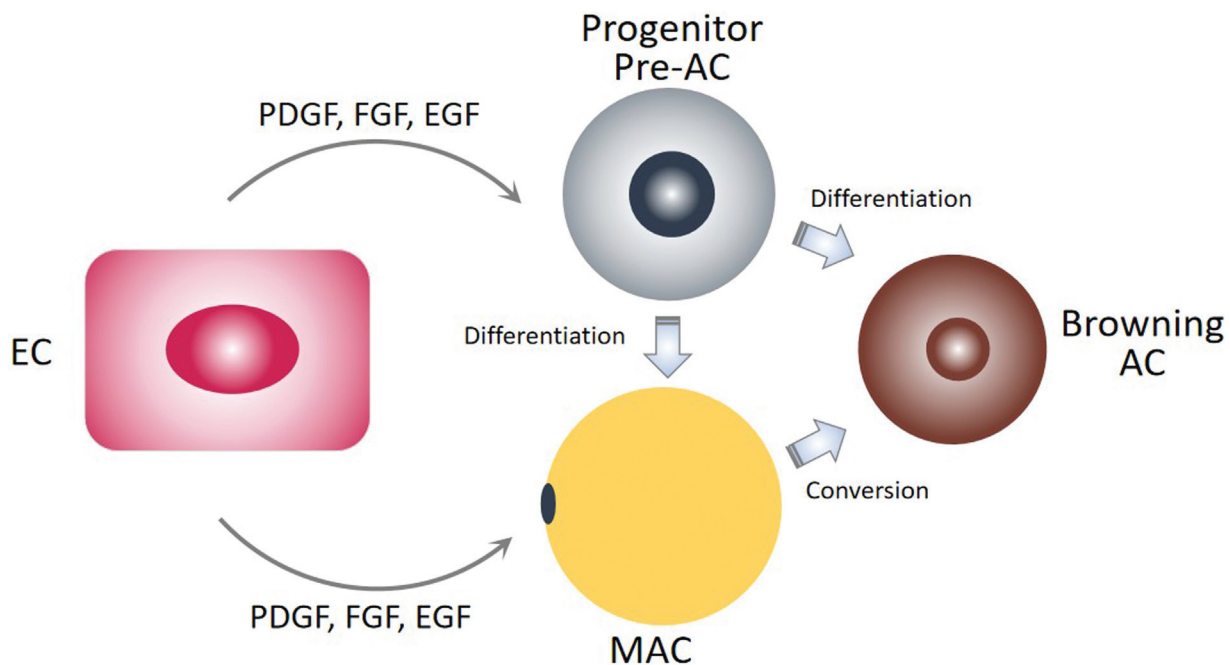 Progenitor
Pre-AC
PDGF, FGF, EGF
Differentiation
Differentiation
EC
Browning
AC
Conversion
PDGF, FGF, EGF
MAC